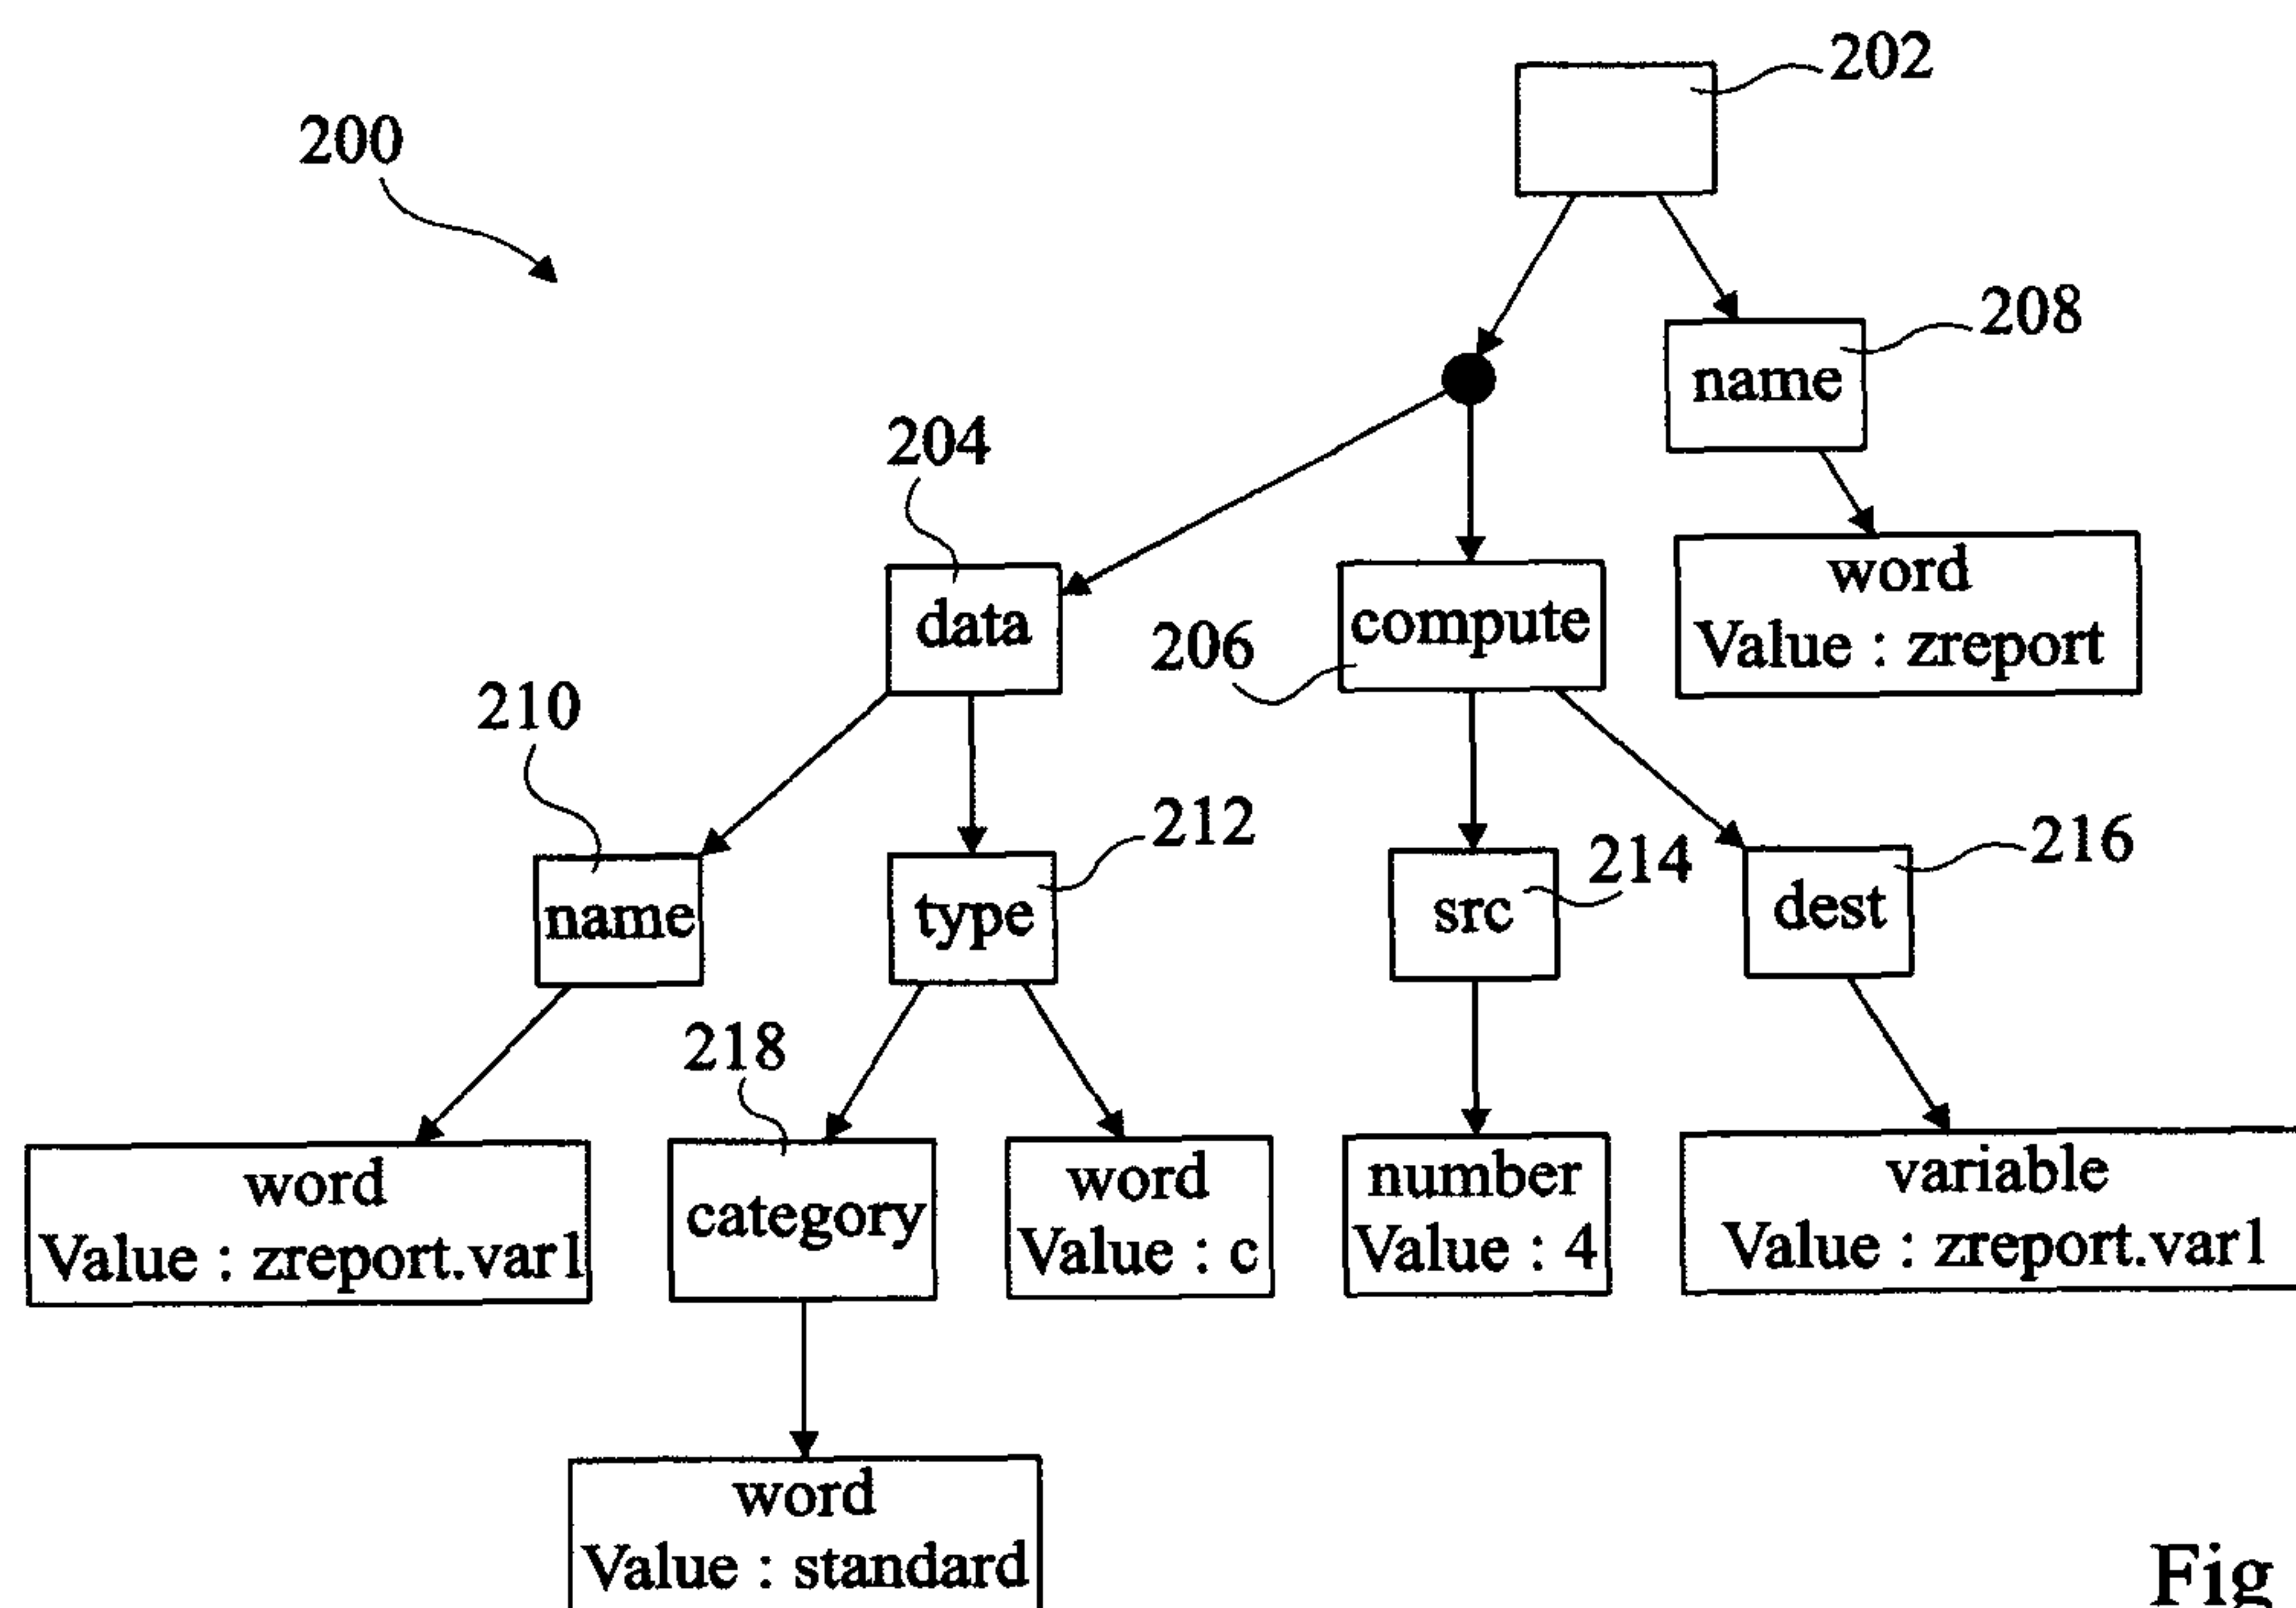 202
200
208
name
204
word
Value : zreport
data
compute
206
210
212
214
216
name
type
src
dest
218
word
Value : zreport.var1
category
word
Value : c
number
Value : 4
variable
Value : zreport.var1
word
Value : standard
Fig